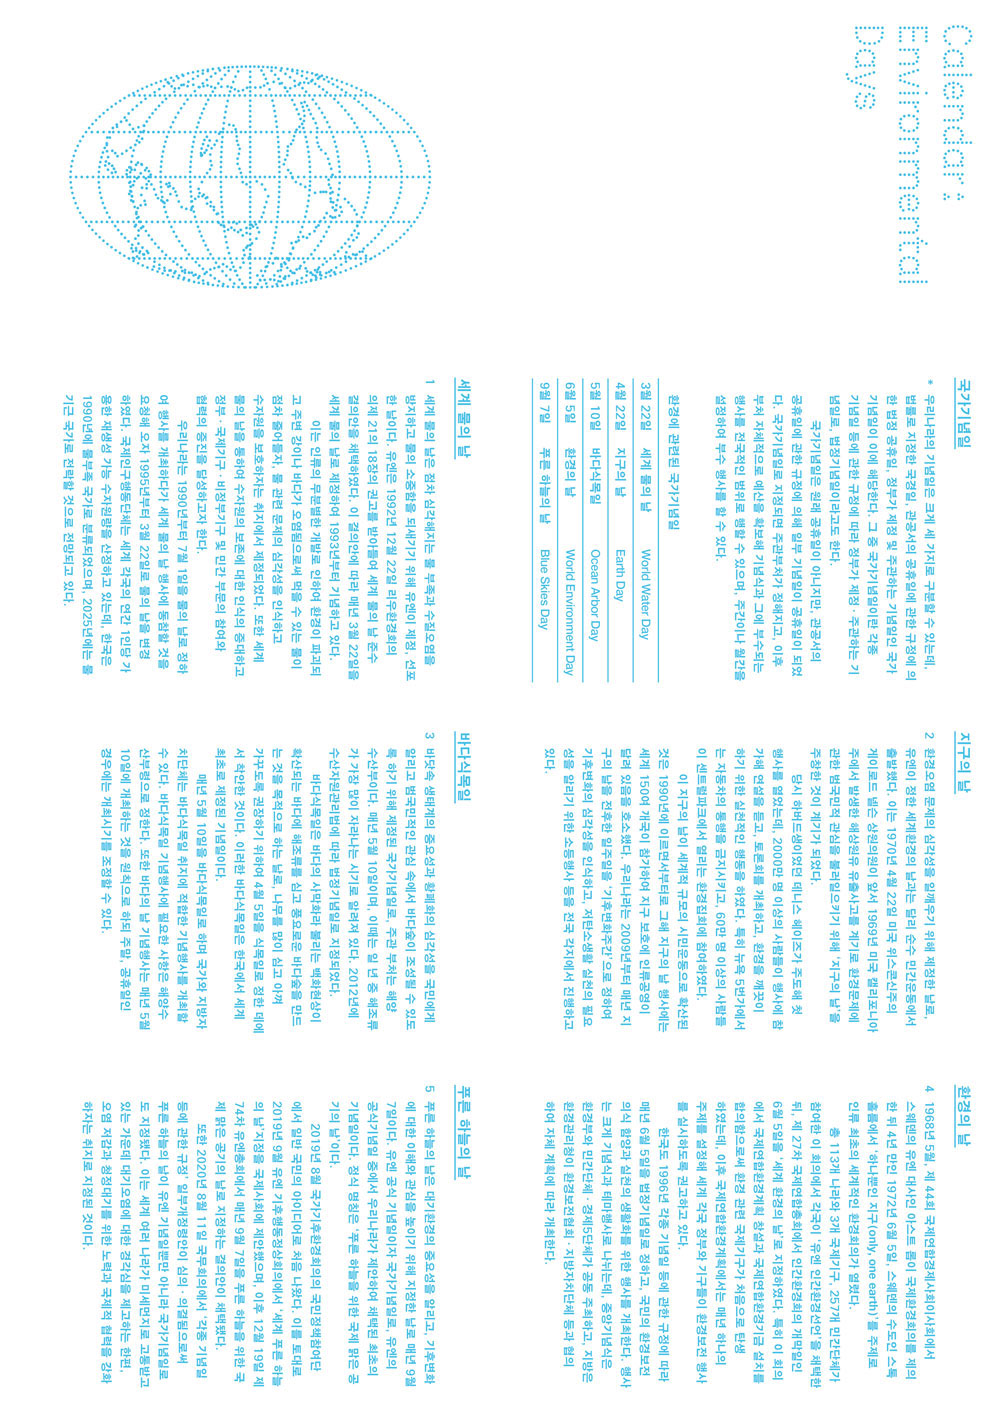 Calendar:
Environmental
Days
국가기념일
* 우리나라의 기념일은 크게 세 가지로 구분할 수 있는데,
법률로 지정한 국경일, 관공서의 공휴일에 관한 규정에 의
한 법정 공휴일, 정부가 제정 및 주관하는 기념일인 국가
기념일이 이에 해당한다. 그 중 국가기념일이란 각종
기념일 등에 관한 규정에 따라 정부가 제정·주관하는 기
념일로, 법정기념일이라고도 한다.
국가기념일은 원래 공휴일이 아니지만, 관공서의
공휴일에 관한 규정에 의해 일부 기념일이 공휴일이 되었
다. 국가기념일로 지정되면 주관부처가 정해지고, 이후
부처 자체적으로 예산을 확보해 기념식과 그에 부수되는
행사를 전국적인 범위로 행할 수 있으며, 주간이나 월간을
설정하여 부수 행사를 할 수 있다.
환경에 관련된 국가기념일
3월 22일 세계 물의 날 World Water Day
4월 22일 지구의 날 Earth Day
5월 10일 바다식목일 Ocean Arbor Day
6월 5일 환경의 날 World Environment Day
9월 7일 푸른 하늘의 날 Blue Skies Day
세계 물의 날
1 세계 물의 날은 점차 심각해지는 물 부족과 수질오염을
방지하고 물의 소중함을 되새기기 위해 유엔이 제정, 선포
한 날이다. 유엔은 1992년 12월 22일 리우환경회의
의제 21의 18장의 권고를 받아들여 세계 물의 날 준수
결의안을 채택하였다. 이 결의안에 따라 매년 3월 22일을
세계 물의 날로 제정하여 1993년부터 기념하고 있다.
이는 인류의 무분별한 개발로 인하여 환경이 파괴되
고 주변 강이나 바다가 오염됨으로써 먹을 수 있는 물이
점차 줄어들자, 물 관련 문제의 심각성을 인식하고
수자원을 보호하자는 취지에서 제정되었다. 또한 세계
물의 날을 통하여 수자원의 보존에 대한 인식의 증대하고
정부·국제기구·비정부기구 및 민간 부문의 참여와
협력의 증진을 달성하고자 한다.
우리나라는 1990년부터 7월 1일을 물의 날로 정하
여 행사를 개최하다가 세계 물의 날 행사에 동참할 것을
요청해 오자 1995년부터 3월 22일로 물의 날을 변경
하였다. 국제인구행동단체는 세계 각국의 연간 1인당 가
용한 재생성 가능 수자원량을 산정하고 있는데, 한국은
1990년에 물부족 국가로 분류되었으며, 2025년에는 물
기근 국가로 전락할 것으로 전망되고 있다.
지구의 날
2 환경오염 문제의 심각성을 일깨우기 위해 제정한 날로,
유엔이 정한 세계환경의 날과는 달리 순수 민간운동에서
출발했다. 이는 1970년 4월 22일 미국 위스콘신주의
게이로드 넬슨 상원의원이 앞서 1969년 미국 캘리포니아
주에서 발생한 해상원유 유출사고를 계기로 환경문제에
관한 범국민적 관심을 불러일으키기 위해 ‘지구의 날’을
주창한 것이 계기가 되었다.
당시 하버드생이었던 데니스 헤이즈가 주도해 첫
행사를 열었는데, 2000만 명 이상의 사람들이 행사에 참
가해 연설을 듣고, 토론회를 개최하고, 환경을 깨끗이
하기 위한 실천적인 행동을 하였다. 특히 뉴욕 5번가에서
는 자동차의 통행을 금지시키고, 60만 명 이상의 사람들
이 센트럴파크에서 열리는 환경집회에 참여하였다.
이 지구의 날이 세계적 규모의 시민운동으로 확산된
것은 1990년에 이르면서부터로 그해 지구의 날 행사에는
세계 150여 개국이 참가하여 지구 보호에 인류공영이
달려 있음을 호소했다. 우리나라는 2009년부터 매년 지
구의 날을 전후한 일주일을 ‘기후변화주간’으로 정하여
기후변화의 심각성을 인식하고, 저탄소생활 실천의 필요
성을 알리기 위한 소등행사 등을 전국 각지에서 진행하고
있다.
바다식목일
3 바닷속 생태계의 중요성과 황폐화의 심각성을 국민에게
알리고 범국민적인 관심 속에서 바다숲이 조성될 수 있도
록 하기 위해 제정된 국가기념일로, 주관 부처는 해양
수산부이다. 매년 5월 10일이며, 이때는 일 년 중 해조류
가 가장 많이 자라나는 시기로 알려져 있다. 2012년에
수산자원관리법에 따라 법정기념일로 지정되었다.
바다식목일은 바다의 사막화라 불리는 백화현상이
확산되는 바다에 해조류를 심고 풍요로운 바다숲을 만드
는 것을 목적으로 하는 날로, 나무를 많이 심고 아껴
가꾸도록 권장하기 위하여 4월 5일을 식목일로 정한 데에
서 착안한 것이다. 이러한 바다식목일은 한국에서 세계
최초로 제정된 기념일이다.
매년 5월 10일을 바다식목일로 하며 국가와 지방자
치단체는 바다식목일 취지에 적합한 기념행사를 개최할
수 있다. 바다식목일 기념행사에 필요한 사항은 해양수
산부령으로 정한다. 또한 바다의 날 기념행사는 매년 5월
10일에 개최하는 것을 원칙으로 하되 주말, 공휴일인
경우에는 개최시기를 조정할 수 있다.
환경의 날
4 1968년 5월, 제 44회 국제연합경제사회이사회에서
스웨덴의 유엔 대사인 아스트 롬이 국제환경회의를 제의
한 뒤 4년 만인 1972년 6월 5일, 스웨덴의 수도인 스톡
홀름에서 ‘하나뿐인 지구(only, one earth)’를 주제로
인류 최초의 세계적인 환경회의가 열렸다.
총 113개 나라와 3개 국제기구, 257개 민간단체가
참여한 이 회의에서 각국이 ‘유엔 인간환경선언’을 채택한
뒤, 제 27차 국제연합총회에서 인간환경회의 개막일인
6월 5일을 ‘세계 환경의 날’로 지정하였다. 특히 이 회의
에서 국제연합환경계획 창설과 국제연합환경기금 설치를
합의함으로써 환경 관련 국제기구가 처음으로 탄생
하였는데, 이후 국제연합환경계획에서는 매년 하나의
주제를 설정해 세계 각국 정부와 기구들이 환경보전 행사
를 실시하도록 권고하고 있다.
한국도 1996년 각종 기념일 등에 관한 규정에 따라
매년 6월 5일을 법정기념일로 정하고, 국민의 환경보전
의식 함양과 실천의 생활화를 위한 행사를 개최한다. 행사
는 크게 기념식과 테마행사로 나뉘는데, 중앙기념식은
환경부와 민간단체·경제5단체가 공동 주최하고, 지방은
환경관리청이 환경보전협회·지방자치단체 등과 협의
하여 자체 계획에 따라 개최한다.
푸른 하늘의 날
5 푸른 하늘의 날은 대기환경의 중요성을 알리고, 기후변화
에 대한 이해와 관심을 높이기 위해 지정한 날로 매년 9월
7일이다. 유엔 공식 기념일이자 국가기념일로, 유엔의
공식기념일 중에서 우리나라가 제안하여 채택된 최초의
기념일이다. 정식 명칭은 ‘푸른 하늘을 위한 국제 맑은 공
기의 날’이다.
2019년 8월 국가기후환경회의의 국민정책참여단
에서 일반 국민의 아이디어로 처음 나왔다. 이를 토대로
2019년 9월 유엔 기후행동정상회의에서 ‘세계 푸른 하늘
의 날’지정을 국제사회에 제안했으며, 이후 12월 19일 제
74차 유엔총회에서 매년 9월 7일을 푸른 하늘을 위한 국
제 맑은 공기의 날로 지정하는 결의안이 채택됐다.
또한 2020년 8월 11일 국무회의에서 ‘각종 기념일
등에 관한 규정’ 일부개정령안이 심의·의결됨으로써
푸른 하늘의 날이 유엔 기념일뿐만 아니라 국가기념일로
도 지정됐다. 이는 세계 여러 나라가 미세먼지로 고통받고
있는 가운데 대기오염에 대한 경각심을 제고하는 한편,
오염 저감과 청정대기를 위한 노력과 국제적 협력을 강화
하자는 취지로 지정된 것이다.